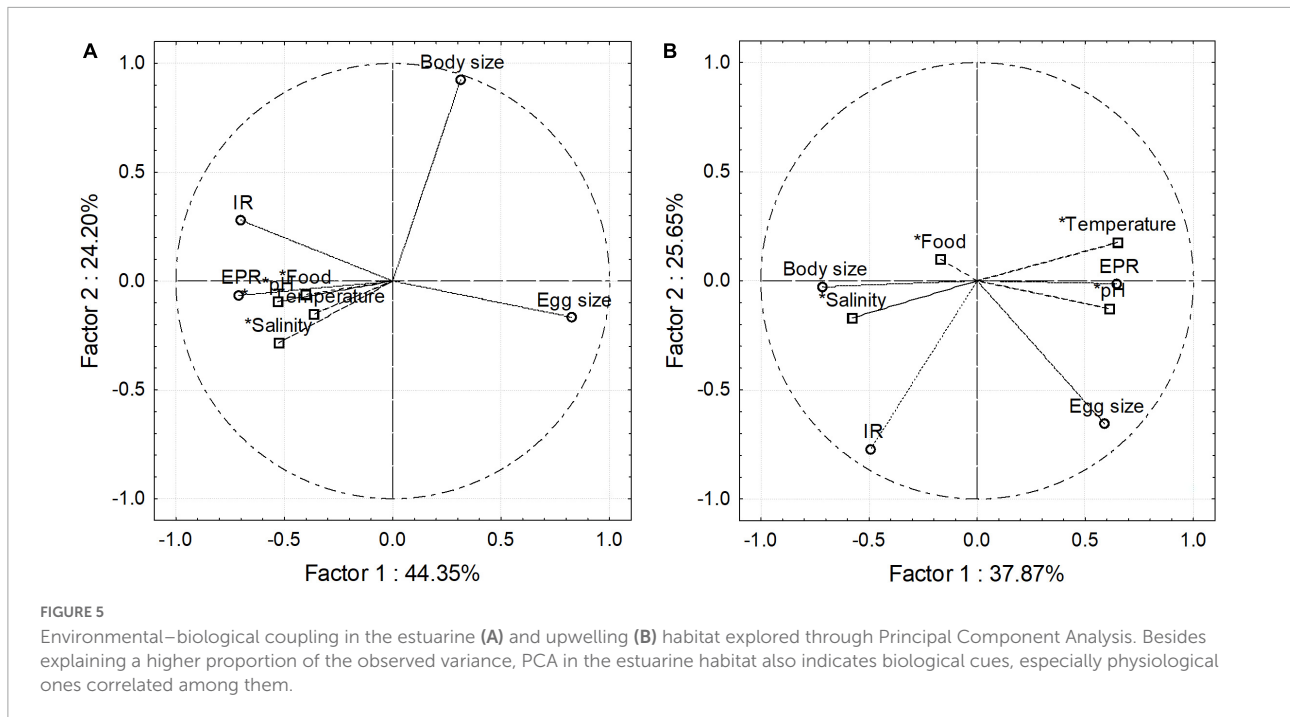 A
1.0
0.5
0.0
-0.5
-1.0
Factor 2 : 24.20%
Body size
IR
EPR
*Food
*pH
*Temperature
*Salinity
Egg size
-1.0 -0.5 0.0 0.5 1.0
Factor 1 : 44.35%
B
1.0
0.5
0.0
-0.5
-1.0
Factor 2 : 25.65%
*Temperature
*Food
Body size
EPR
*Salinity
*pH
Egg size
IR
-1.0 -0.5 0.0 0.5 1.0
Factor 1 : 37.87%
FIGURE 5
Environmental–biological coupling in the estuarine (A) and upwelling (B) habitat explored through Principal Component Analysis. Besides
explaining a higher proportion of the observed variance, PCA in the estuarine habitat also indicates biological cues, especially physiological
ones correlated among them.